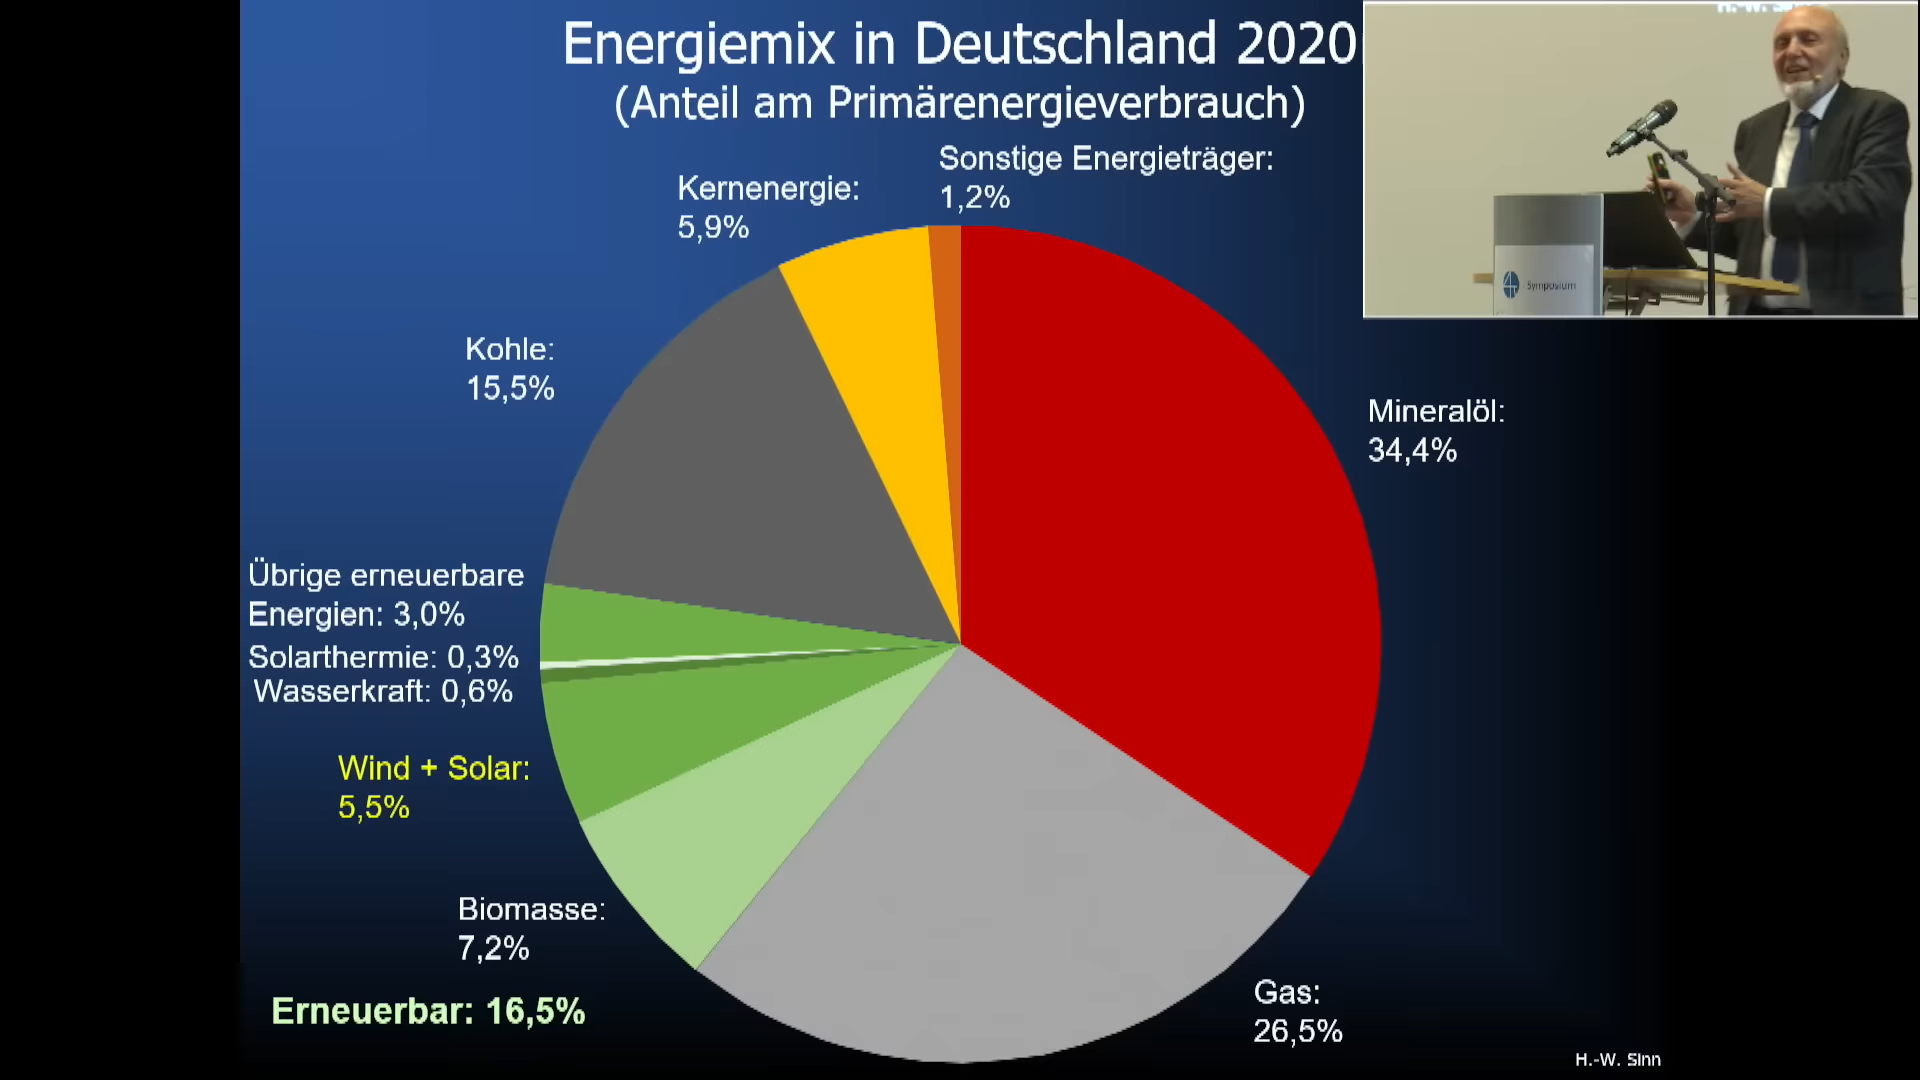 Energiemix in Deutschland 2020
(Anteil am Primärenergieverbrauch)
H.-W. Sinn
Sonstige Energieträger:
1,2%
Kernenergie:
5,9%
Symposium
Kohle:
15,5%
Mineralöl:
34,4%
Übrige erneuerbare
Energien: 3,0%
Solarthermie: 0,3%
Wasserkraft: 0,6%
Wind + Solar:
5,5%
Biomasse:
7,2%
Erneuerbar: 16,5%
Gas:
26,5%
H.-W. Sinn